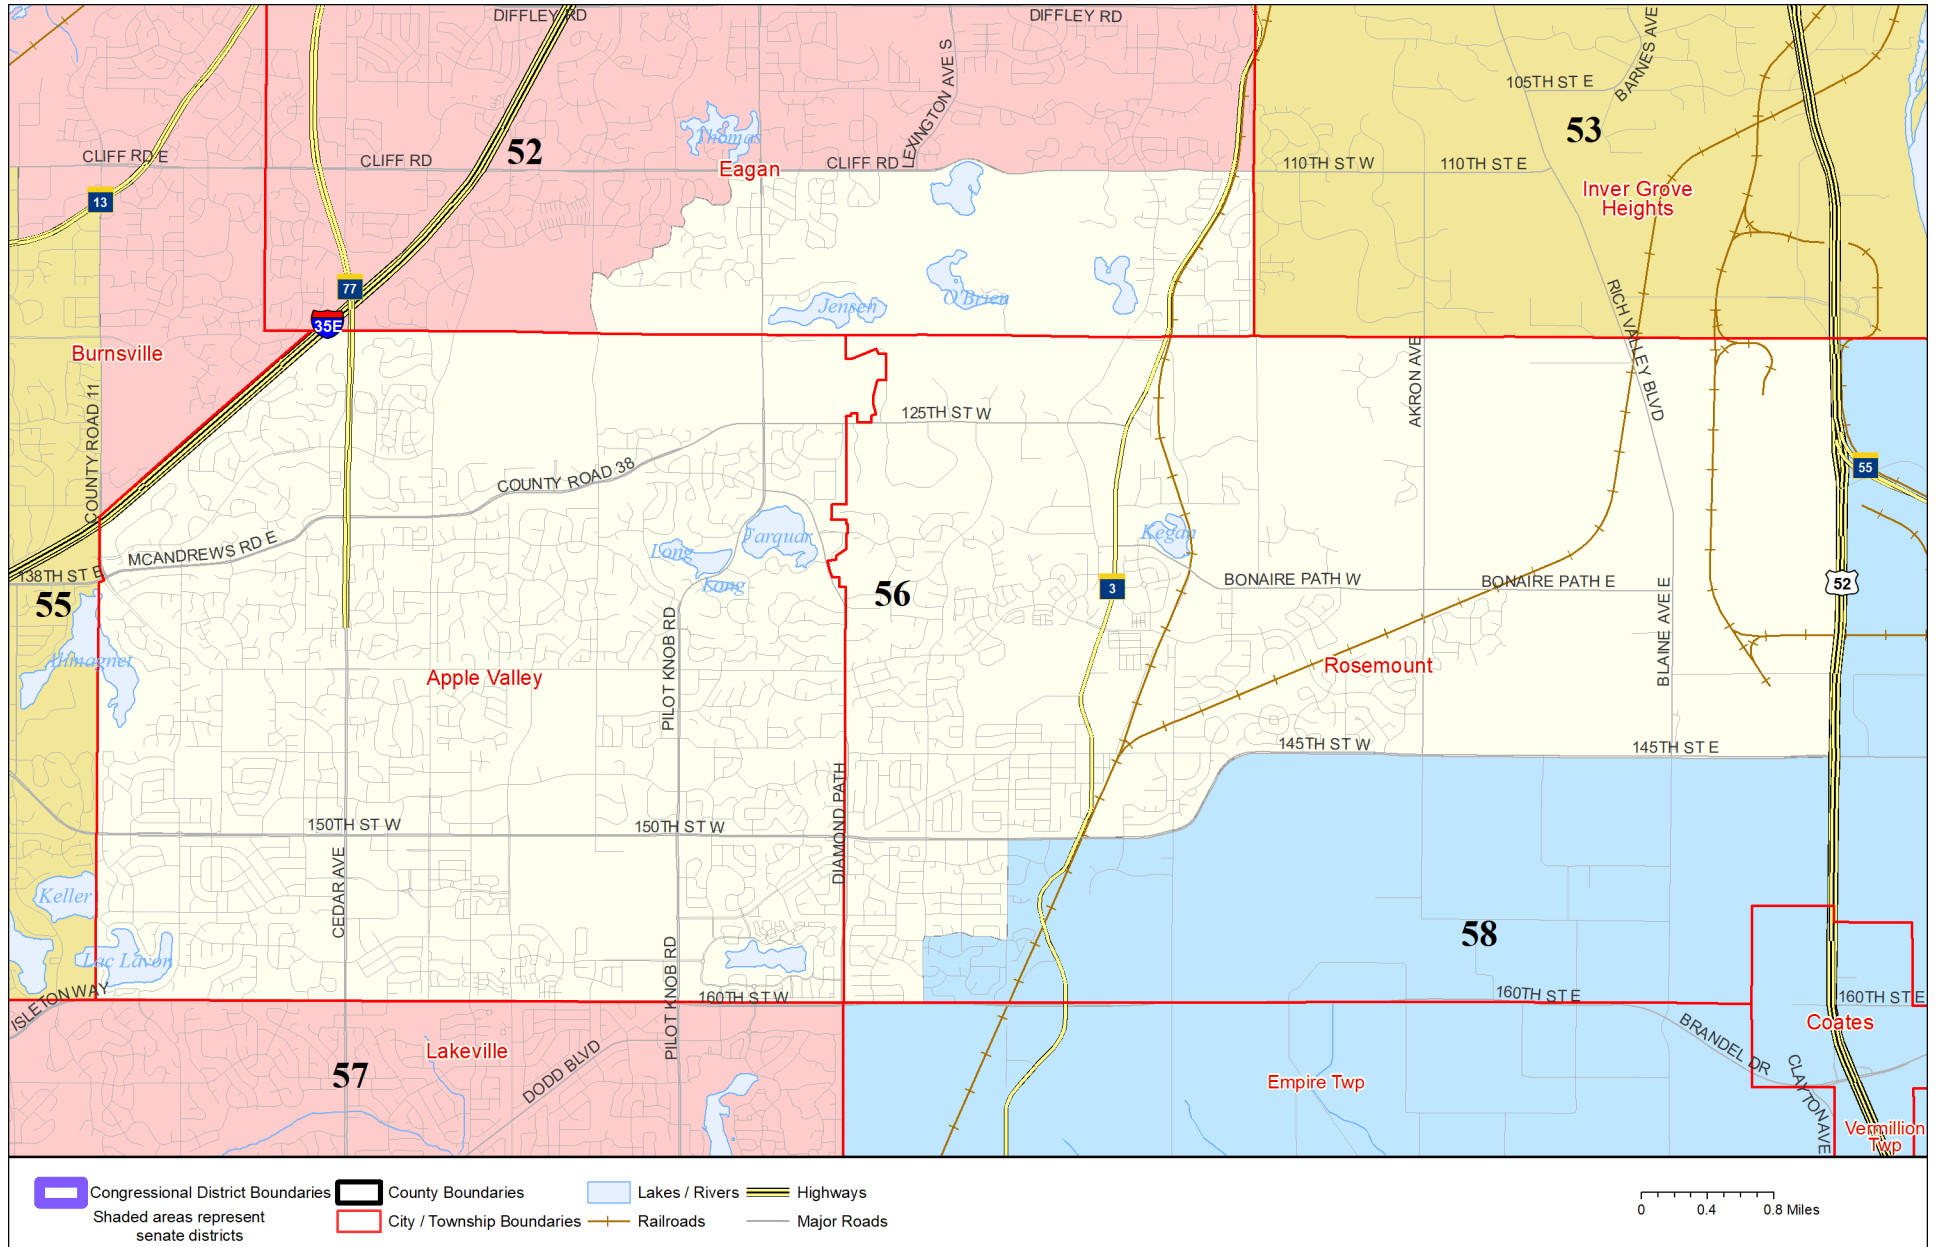 DIFFLEY RD
DIFFLEY RD
LEXINGTON AVE S
BARNES AVE
105TH ST E
53
Thomas
52
CLIFF RD E
CLIFF RD
CLIFF RD
Eagan
110TH ST W
110TH ST E
13
Inver Grove
Heights
77
35E
Jensen
O'Brien
RICH VALLEY BLVD
Burnsville
COUNTY ROAD 11
AKRON AVE
125TH ST W
COUNTY ROAD 38
55
MCANDREWS RD E
138TH ST E
Long
Farquar
Long
Kegan
55
56
3
BONAIRE PATH W
BONAIRE PATH E
52
BLAINE AVE E
Alimagnet
Apple Valley
PILOT KNOB RD
Rosemount
145TH ST W
145TH ST E
DIAMOND PATH
150TH ST W
150TH ST W
CEDAR AVE
Keller
58
Lac Lavon
PILOT KNOB RD
ISLETON WAY
160TH ST W
160TH ST E
160TH ST E
BRANDEL DR
Coates
Lakeville
57
DODD BLVD
Empire Twp
CLAYTON AVE
Vermillion
Twp
Congressional District Boundaries
County Boundaries
Lakes / Rivers
Highways
Shaded areas represent
senate districts
City / Township Boundaries
Railroads
Major Roads
0 0.4 0.8 Miles